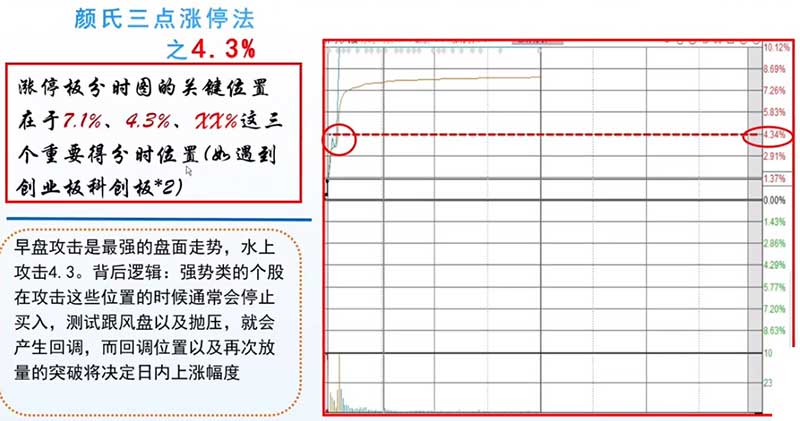 颜氏三点涨停法
之4.3%
涨停板分时图的关键位置
在于7.1%、4.3%、XX%这三
个重要得分时位置(如遇到
创业板科创板*2)
早盘攻击是最强的盘面走势，水上
攻击4.3。背后逻辑：强势类的个股
在攻击这些位置的时候通常会停止
买入，测试跟风盘以及抛压，就会
产生回调，而回调位置以及再次放
量的突破将决定日内上涨幅度
10.12%
8.69%
7.26%
5.83%
4.34%
2.91%
1.37%
0.00%
1.43%
2.86%
4.29%
5.71%
7.20%
8.63%
10
23